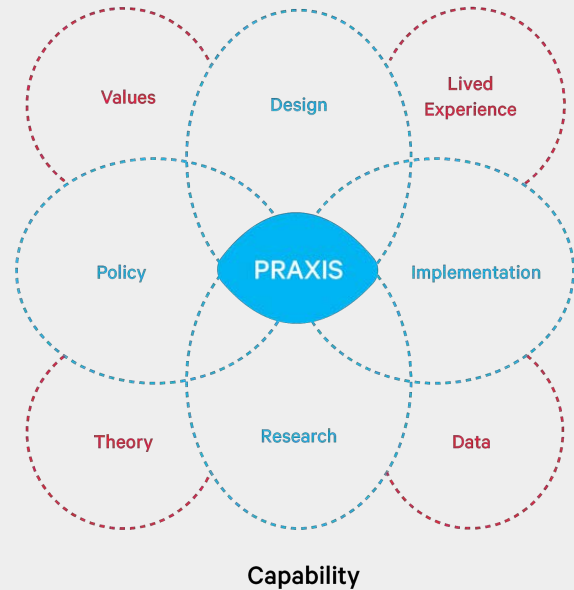 Values
Design
Lived
Experience
Policy
PRAXIS
Implementation
Theory
Research
Data
Capability